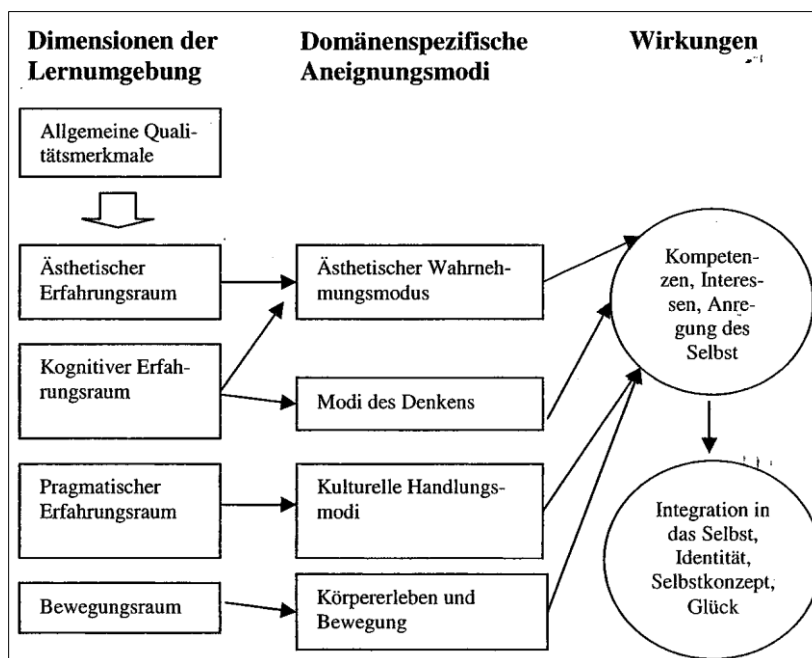 Dimensionen der
Lernumgebung
Domänenspezifische
Aneignungsmodi
Wirkungen
Allgemeine Quali-
tätsmerkmale
Ästhetischer
Erfahrungsraum
Ästhetischer Wahrneh-
mungsmodus
Kognitiver Erfah-
rungsraum
Modi des Denkens
Pragmatischer
Erfahrungsraum
Kulturelle Handlungs-
modi
Bewegungsraum
Körpererleben und
Bewegung
Kompeten-
zen, Interes-
sen, Anre-
gung des
Selbst
Integration in
das Selbst,
Identität,
Selbstkonzept,
Glück